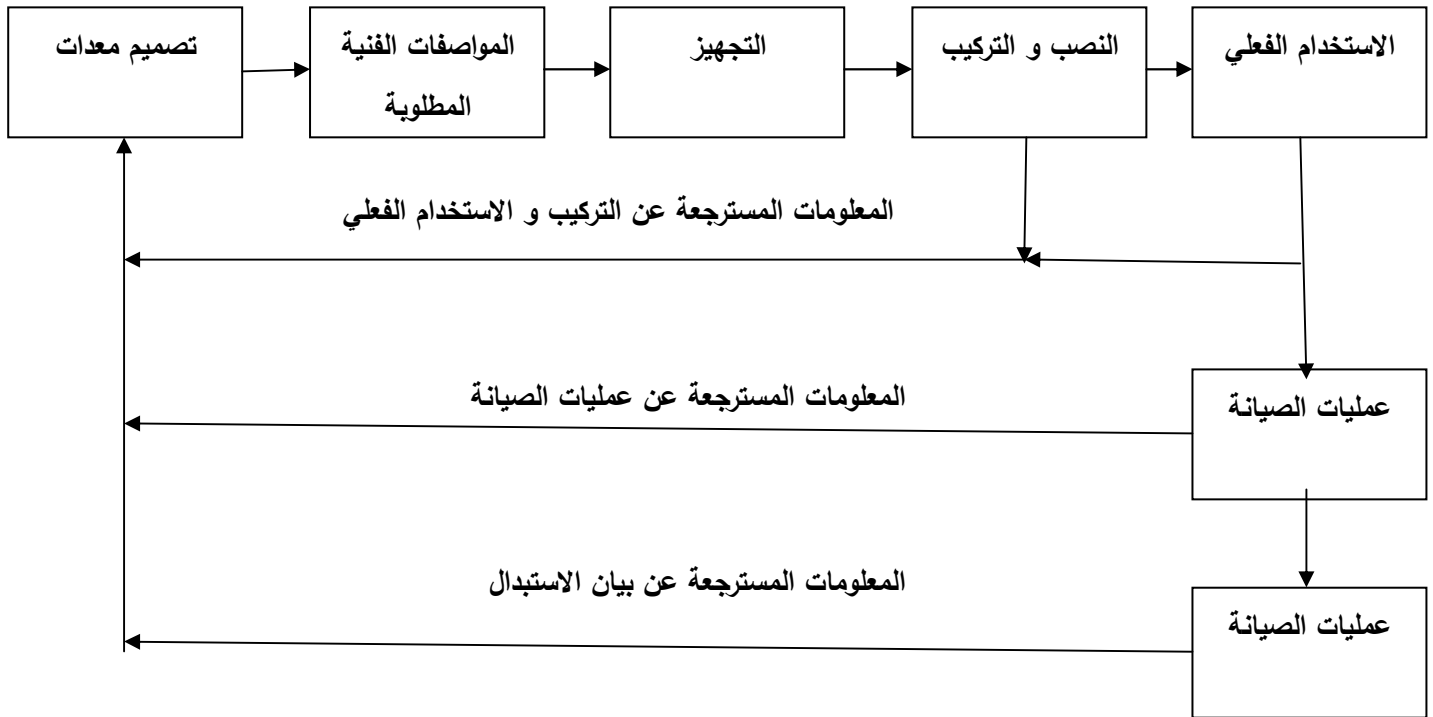 تصميم معدات
المواصفات الفنية
المطلوبة
التجهيز
النصب و التركيب
الاستخدام الفعلي
المعلومات المسترجعة عن التركيب و الاستخدام الفعلي
المعلومات المسترجعة عن عمليات الصيانة
عمليات الصيانة
المعلومات المسترجعة عن بيان الاستبدال
عمليات الصيانة